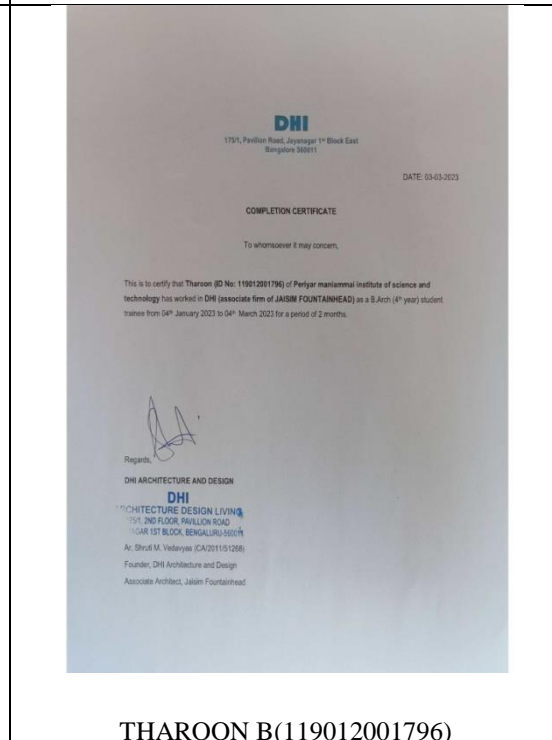 DHI
175/1, Pavilion Road, Jayanagar 1st Block East
Bangalore 560011
DATE: 03-03-2023
COMPLETION CERTIFICATE
To whomsoever it may concern,
This is to certify that Tharoon (ID No: 119012001796) of Periyar maniammai institute of science and
technology has worked in DHI (associate firm of JAISIM FOUNTAINHEAD) as a B.Arch (4th year) student
trainee from 04th January 2023 to 04th March 2023 for a period of 2 months.
Regards,
DHI ARCHITECTURE AND DESIGN
DHI
RCHITECTURE DESIGN LIVING
2ND FLOOR, PAVILLION ROAD
1ST BLOCK, BENGALURU-560011
Ar. Shruti M. Vedavyas (CA/2011/51268)
Founder, DHI Architecture and Design
Associate Architect, Jaisim Fountainhead
THAROON B(119012001796)